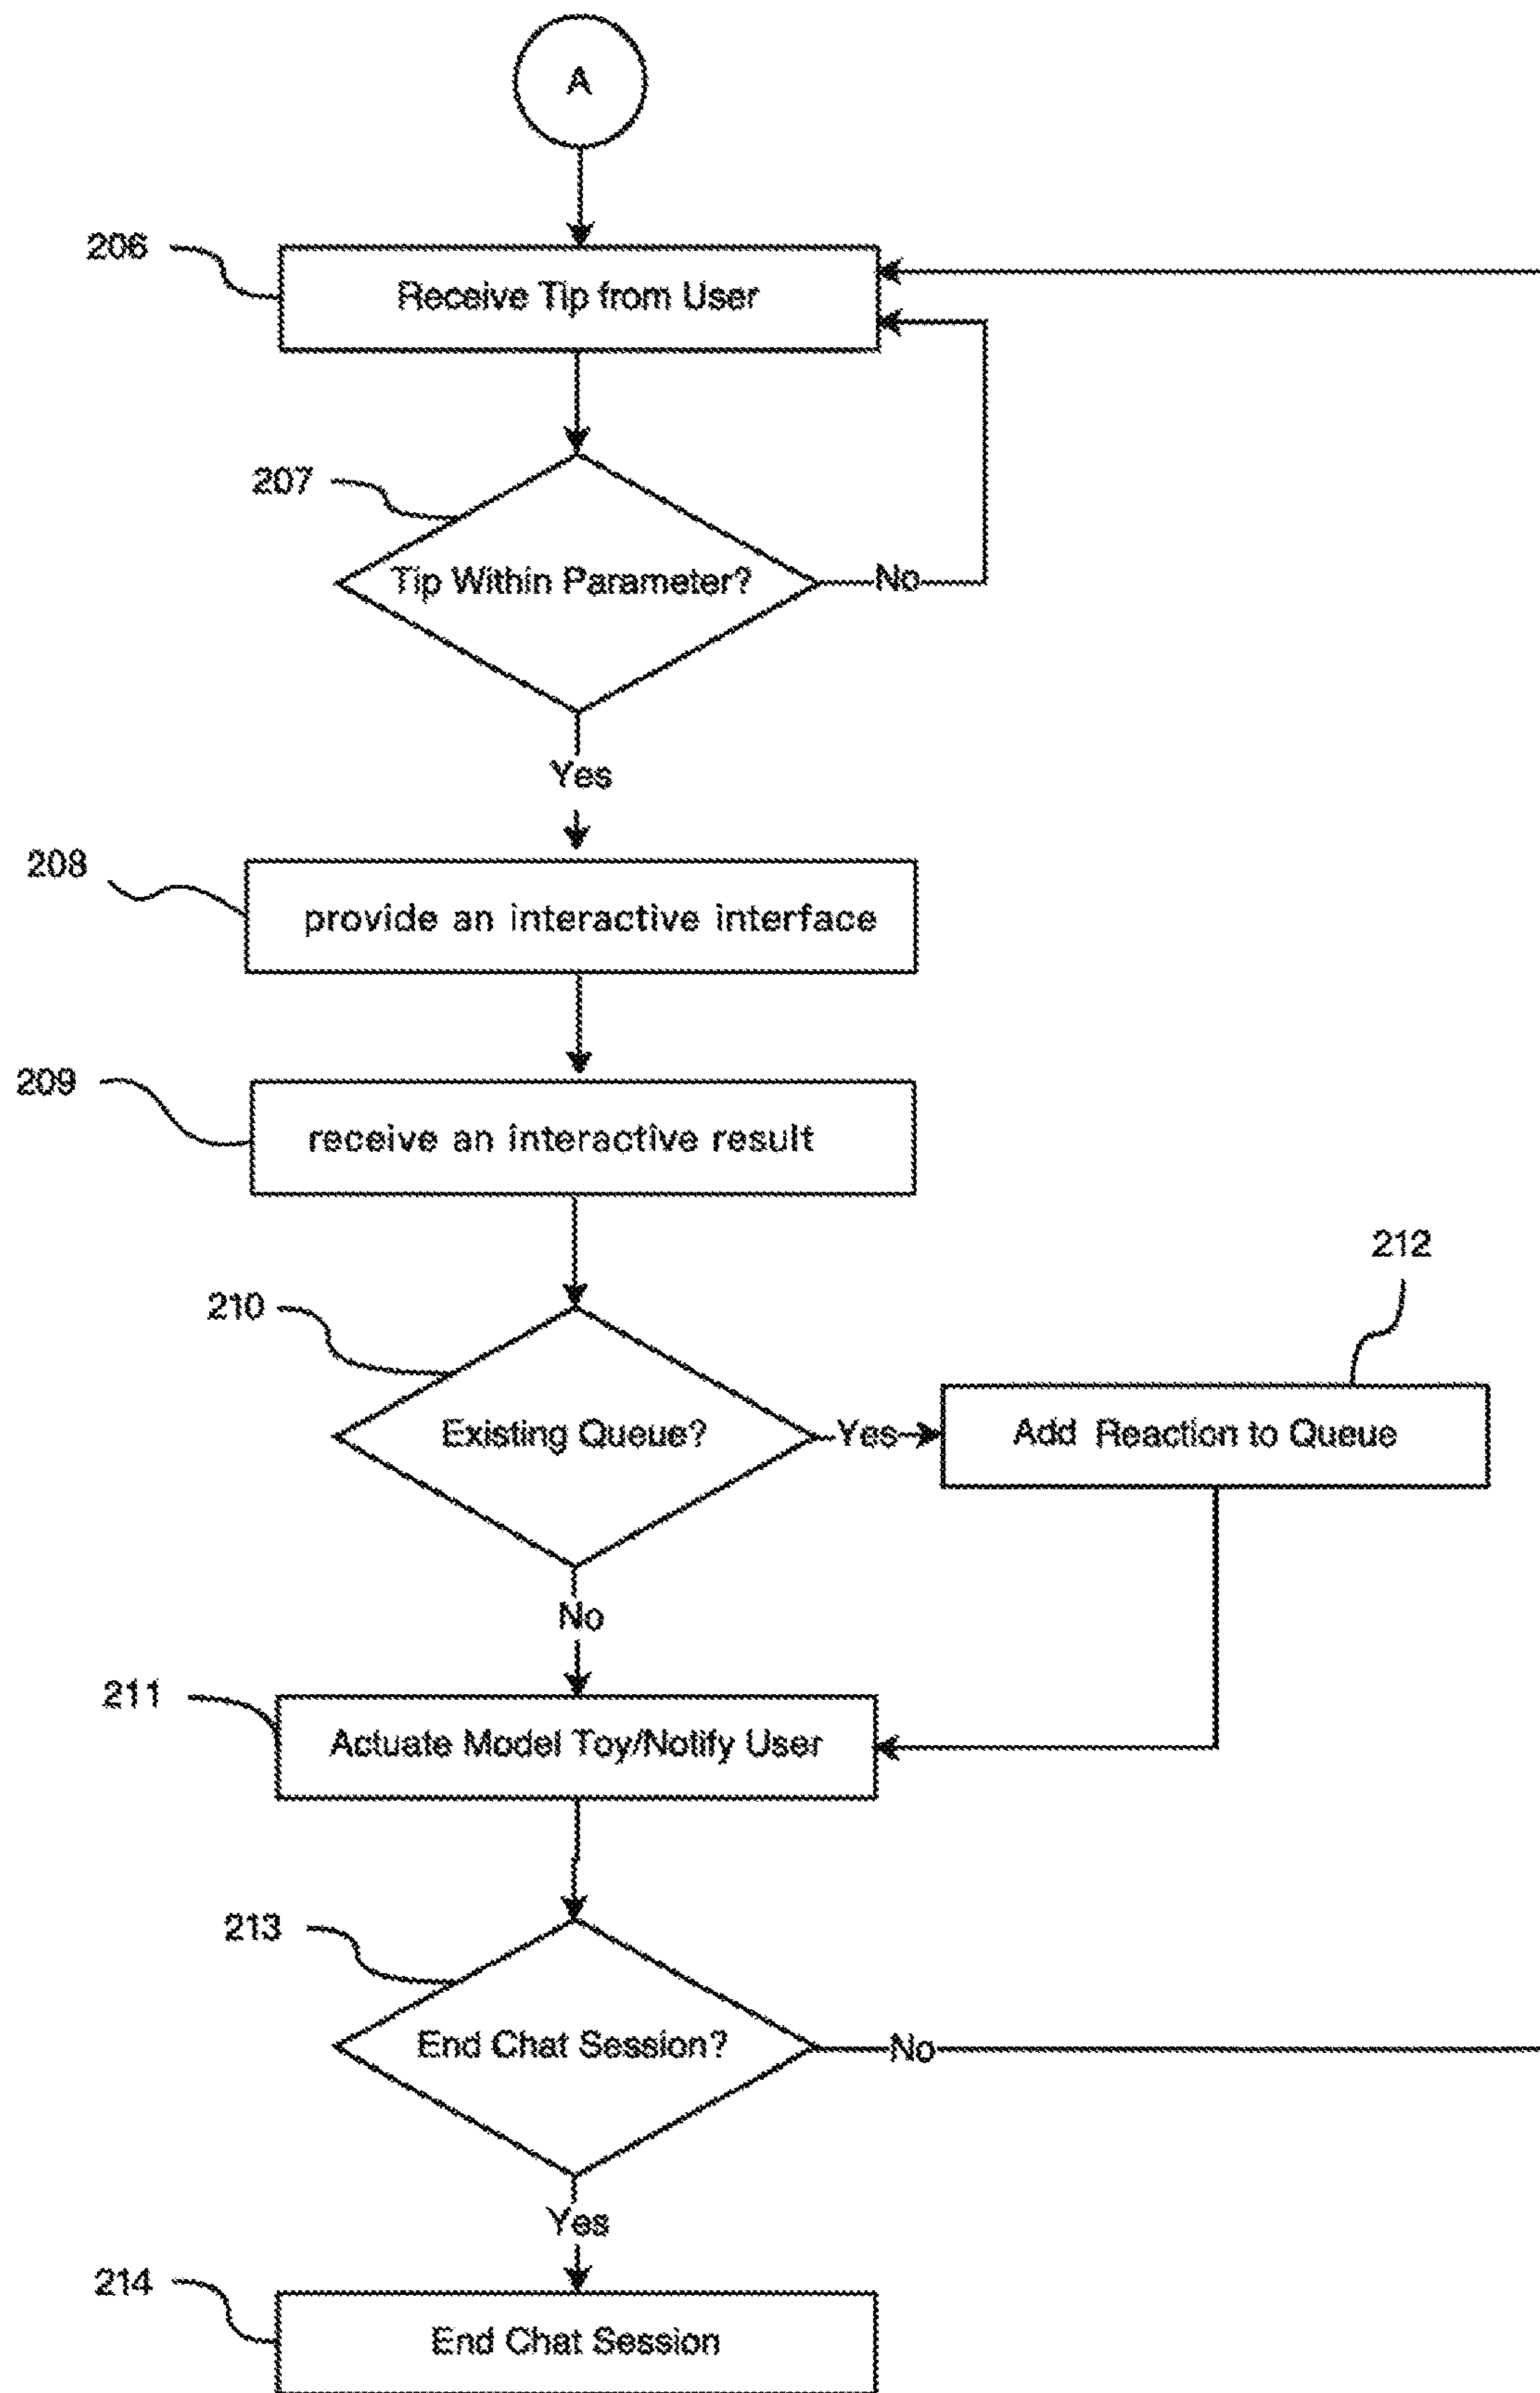 A
206
Receive Tip from User
207
Tip Within Parameter?
No
Yes
208
provide an interactive interface
209
receive an interactive result
210
Existing Queue?
Yes
212
Add Reaction to Queue
No
211
Actuate Model Toy/Notify User
213
End Chat Session?
No
Yes
214
End Chat Session